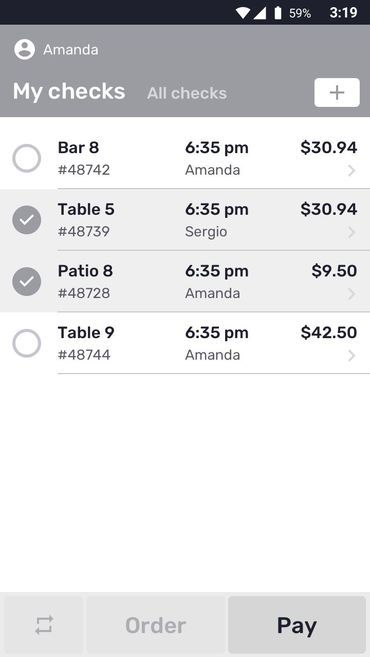 59% 3:19
Amanda
My checks All checks
Bar 8 6:35 pm $30.94
#48742 Amanda
Table 5 6:35 pm $30.94
#48739 Sergio
Patio 8 6:35 pm $9.50
#48728 Amanda
Table 9 6:35 pm $42.50
#48744 Amanda
Order Pay